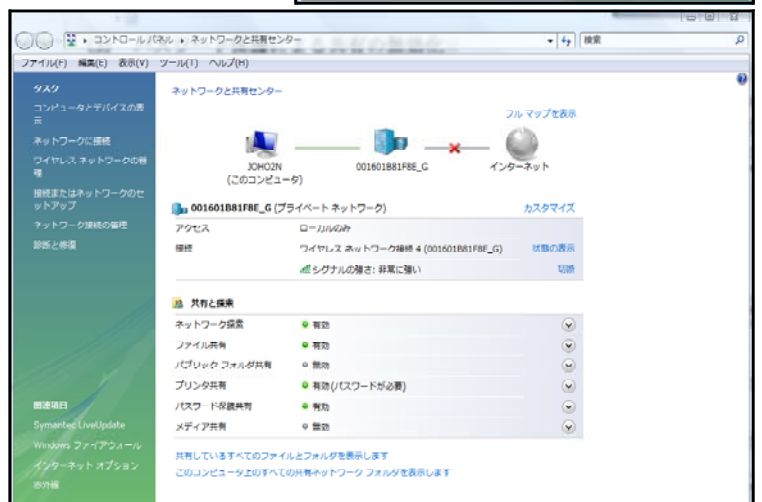 コントロール パネル ▸ ネットワークと共有センター
検索
ファイル(F) 編集(E) 表示(V) ツール(T) ヘルプ(H)
タスク
コンピュータとデバイスの表
示
ネットワークに接続
ワイヤレス ネットワークの管
理
接続またはネットワークのセ
ットアップ
ネットワーク接続の管理
診断と修復
ネットワークと共有センター
フル マップを表示
JOHO2N
(このコンピュータ)
001601B81F8E_G
インターネット
001601B81F8E_G (プライベート ネットワーク)
カスタマイズ
アクセス
ローカルのみ
接続
ワイヤレス ネットワーク接続 4 (001601B81F8E_G)
状態の表示
シグナルの強さ: 非常に強い
切断
共有と探索
ネットワーク探索
有効
ファイル共有
有効
パブリック フォルダ共有
無効
プリンタ共有
有効(パスワードが必要)
パスワード保護共有
有効
メディア共有
無効
共有しているすべてのファイルとフォルダを表示します
このコンピュータ上のすべての共有ネットワーク フォルダを表示します
関連項目
Symantec LiveUpdate
Windows ファイアウォール
インターネット オプション
赤外線